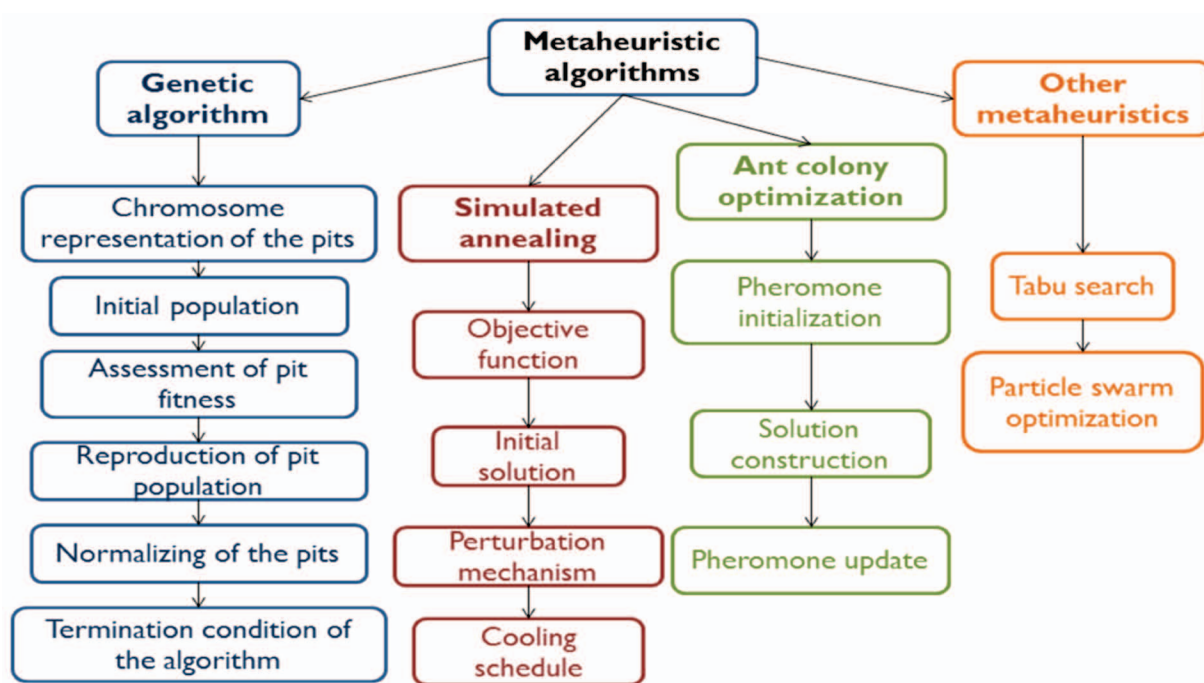 Metaheuristic
algorithms
Genetic
algorithm
Chromosome
representation of the pits
Initial population
Assessment of pit
fitness
Reproduction of pit
population
Normalizing of the pits
Termination condition of
the algorithm
Simulated
annealing
Objective
function
Initial
solution
Perturbation
mechanism
Cooling
schedule
Ant colony
optimization
Pheromone
initialization
Solution
construction
Pheromone update
Other
metaheuristics
Tabu search
Particle swarm
optimization